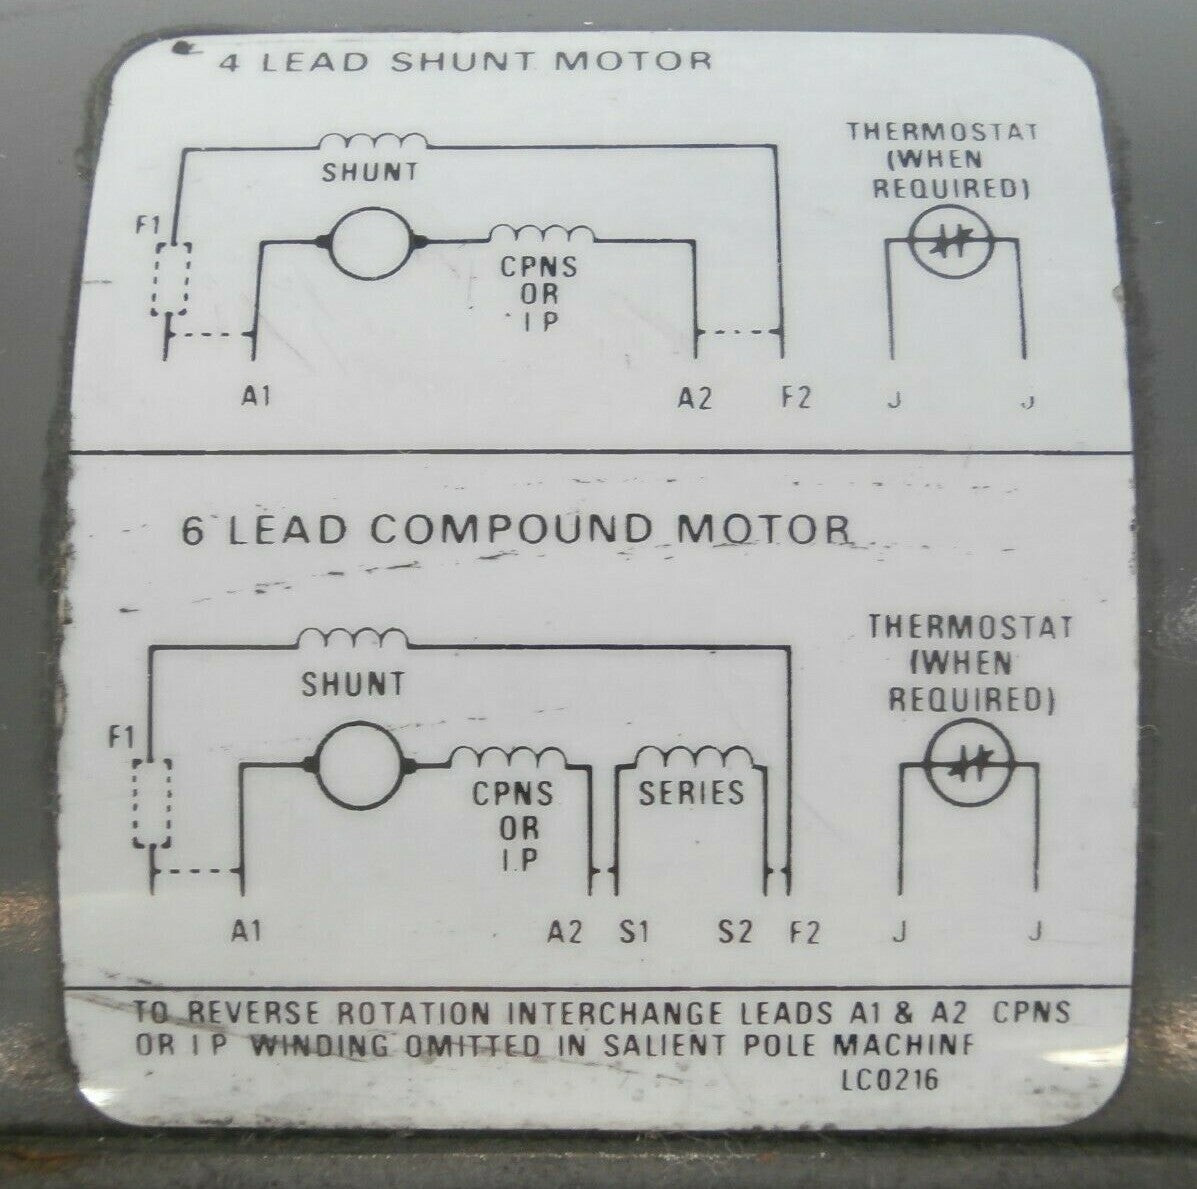 4 LEAD SHUNT MOTOR
SHUNT
THERMOSTAT
(WHEN
REQUIRED)
F1
CPNS
OR
I P
A1
A2
F2
J
J
6 LEAD COMPOUND MOTOR
SHUNT
THERMOSTAT
(WHEN
REQUIRED)
F1
CPNS
OR
I.P
SERIES
A1
A2
S1
S2
F2
J
J
TO REVERSE ROTATION INTERCHANGE LEADS A1 & A2 CPNS
OR I P WINDING OMITTED IN SALIENT POLE MACHINE
LC0216